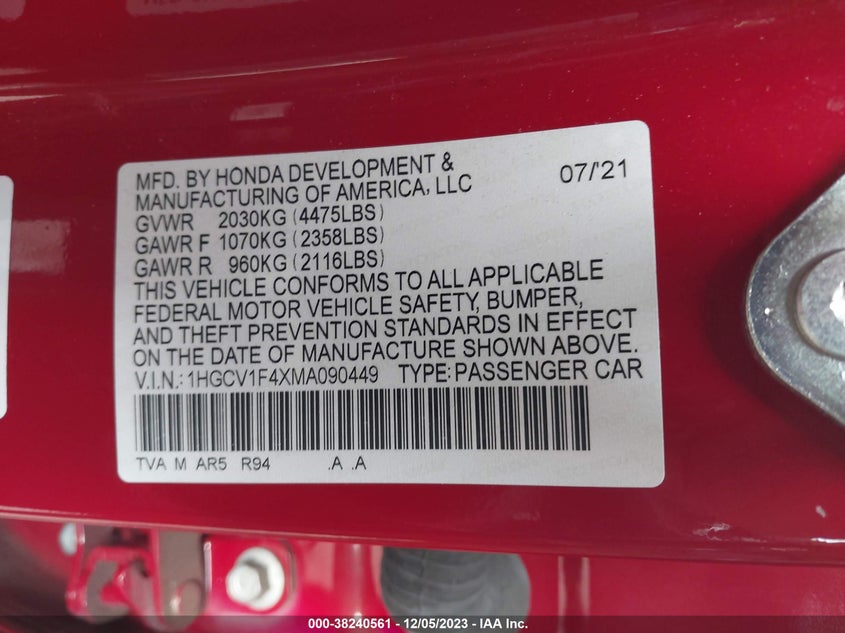 MFD. BY HONDA DEVELOPMENT &
MANUFACTURING OF AMERICA, LLC 07/'21
GVWR 2030KG (4475LBS)
GAWR F 1070KG (2358LBS)
GAWR R 960KG (2116LBS)
THIS VEHICLE CONFORMS TO ALL APPLICABLE
FEDERAL MOTOR VEHICLE SAFETY, BUMPER,
AND THEFT PREVENTION STANDARDS IN EFFECT
ON THE DATE OF MANUFACTURE SHOWN ABOVE.
V.I.N.: 1HGCV1F4XMA090449 TYPE: PASSENGER CAR
TVA M AR5 R94 .A .A
000-38240561 - 12/05/2023 - IAA Inc.